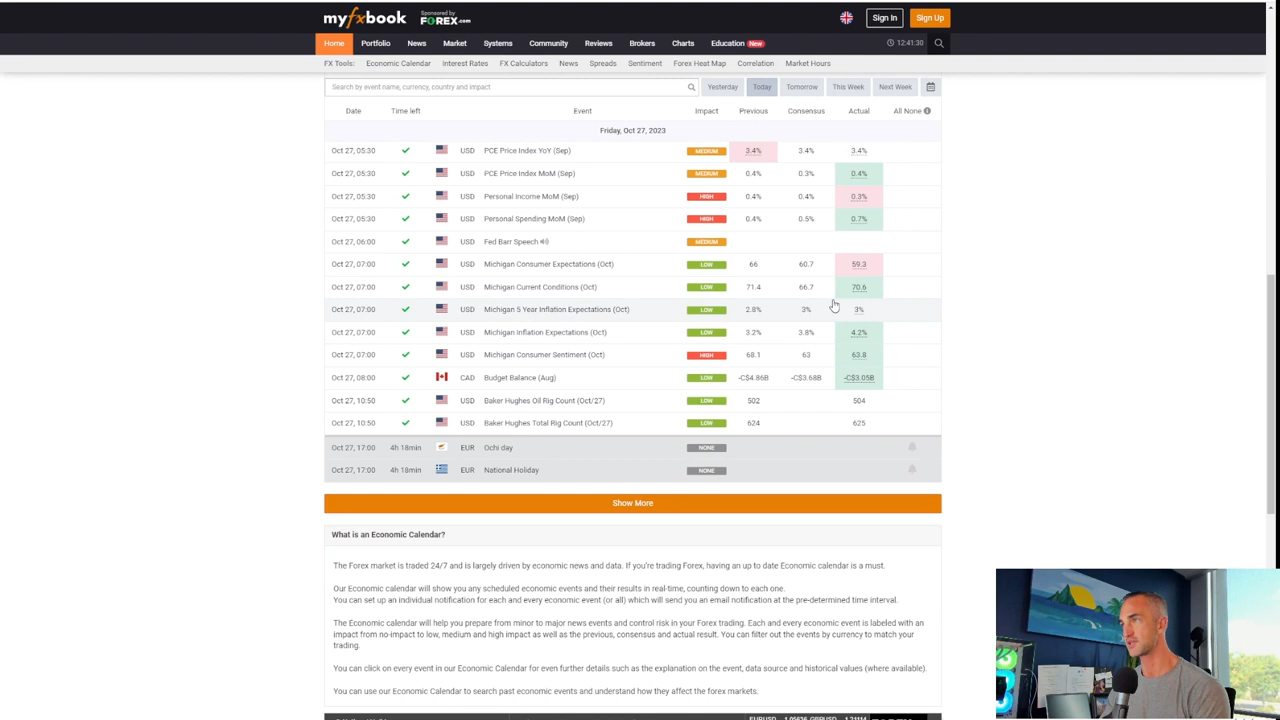 myfxbook Sponsored by FOREX.com Sign In Sign Up
Home Portfolio News Market Systems Community Reviews Brokers Charts Education New 12:41:30
FX Tools: Economic Calendar Interest Rates FX Calculators News Spreads Sentiment Forex Heat Map Correlation Market Hours
Search by event name, currency, country and impact Yesterday Today Tomorrow This Week Next Week
Date Time left Event Impact Previous Consensus Actual All None
Friday, Oct 27, 2023
Oct 27, 05:30 USD PCE Price Index YoY (Sep) MEDIUM 3.4% 3.4% 3.4%
Oct 27, 05:30 USD PCE Price Index MoM (Sep) MEDIUM 0.4% 0.3% 0.4%
Oct 27, 05:30 USD Personal Income MoM (Sep) HIGH 0.4% 0.4% 0.3%
Oct 27, 05:30 USD Personal Spending MoM (Sep) HIGH 0.4% 0.5% 0.7%
Oct 27, 06:00 USD Fed Barr Speech MEDIUM
Oct 27, 07:00 USD Michigan Consumer Expectations (Oct) LOW 66 60.7 59.3
Oct 27, 07:00 USD Michigan Current Conditions (Oct) LOW 71.4 66.7 70.6
Oct 27, 07:00 USD Michigan 5 Year Inflation Expectations (Oct) LOW 2.8% 3% 3%
Oct 27, 07:00 USD Michigan Inflation Expectations (Oct) LOW 3.2% 3.8% 4.2%
Oct 27, 07:00 USD Michigan Consumer Sentiment (Oct) HIGH 68.1 63 63.8
Oct 27, 08:00 CAD Budget Balance (Aug) LOW -C$4.86B -C$3.68B -C$3.05B
Oct 27, 10:50 USD Baker Hughes Oil Rig Count (Oct/27) LOW 502 504
Oct 27, 10:50 USD Baker Hughes Total Rig Count (Oct/27) LOW 624 625
Oct 27, 17:00 4h 18min EUR Ochi day NONE
Oct 27, 17:00 4h 18min EUR National Holiday NONE
Show More
What is an Economic Calendar?
The Forex market is traded 24/7 and is largely driven by economic news and data. If you're trading Forex, having an up to date Economic calendar is a must.
Our Economic calendar will show you any scheduled economic events and their results in real-time, counting down to each one.
You can set up an individual notification for each and every economic event (or all) which will send you an email notification at the pre-determined time interval.
The Economic calendar will help you prepare from minor to major news events and control risk in your Forex trading. Each and every economic event is labeled with an
impact from no-impact to low, medium and high impact as well as the previous, consensus and actual result. You can filter out the events by currency to match your
trading.
You can click on every event in our Economic Calendar for even further details such as the explanation on the event, data source and historical values (where available).
You can use our Economic Calendar to search past economic events and understand how they affect the forex markets.